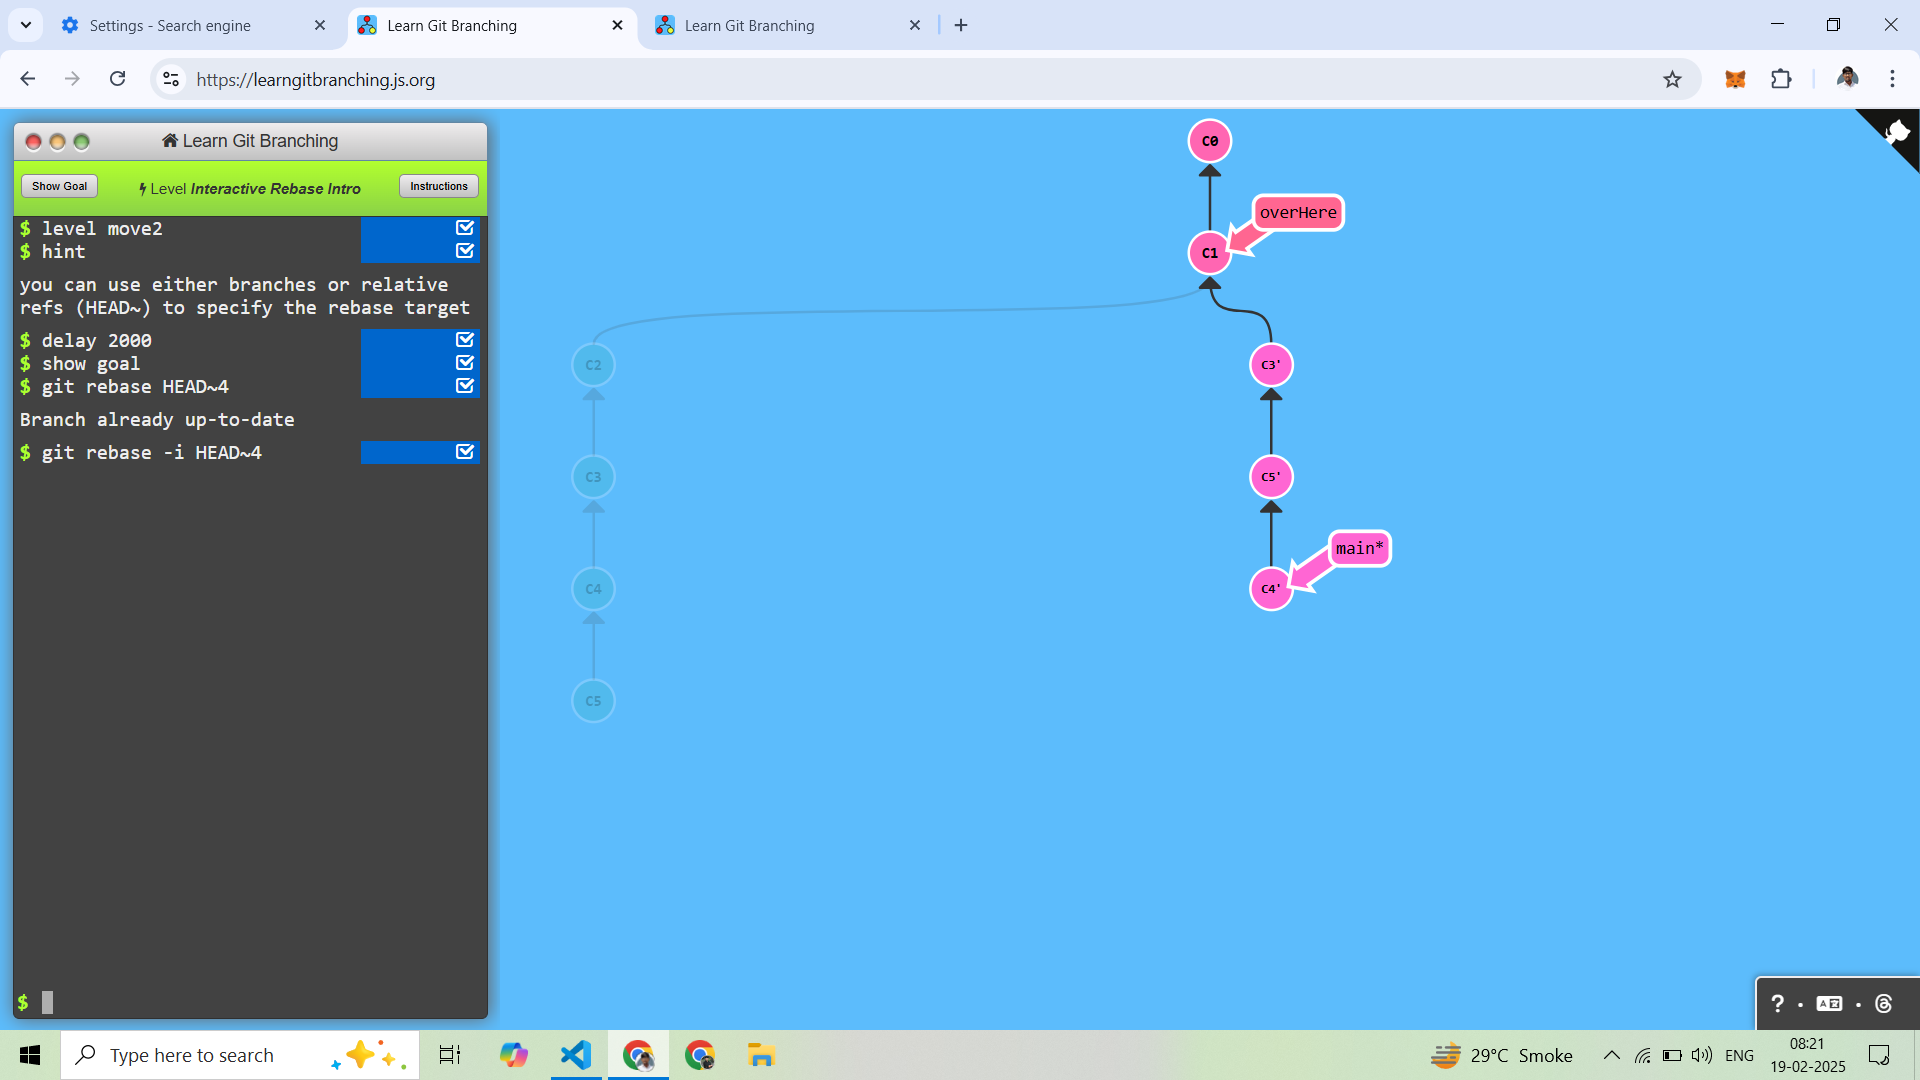 Settings - Search engine
Learn Git Branching
Learn Git Branching
https://learngitbranching.js.org
Learn Git Branching
Show Goal
Level Interactive Rebase Intro
Instructions
$ level move2
$ hint
you can use either branches or relative
refs (HEAD~) to specify the rebase target
$ delay 2000
$ show goal
$ git rebase HEAD~4
Branch already up-to-date
$ git rebase -i HEAD~4
$
C0
overHere
C1
C2
C3'
C3
C5'
main*
C4
C4'
C5
?
Type here to search
29°C Smoke
ENG
08:21
19-02-2025